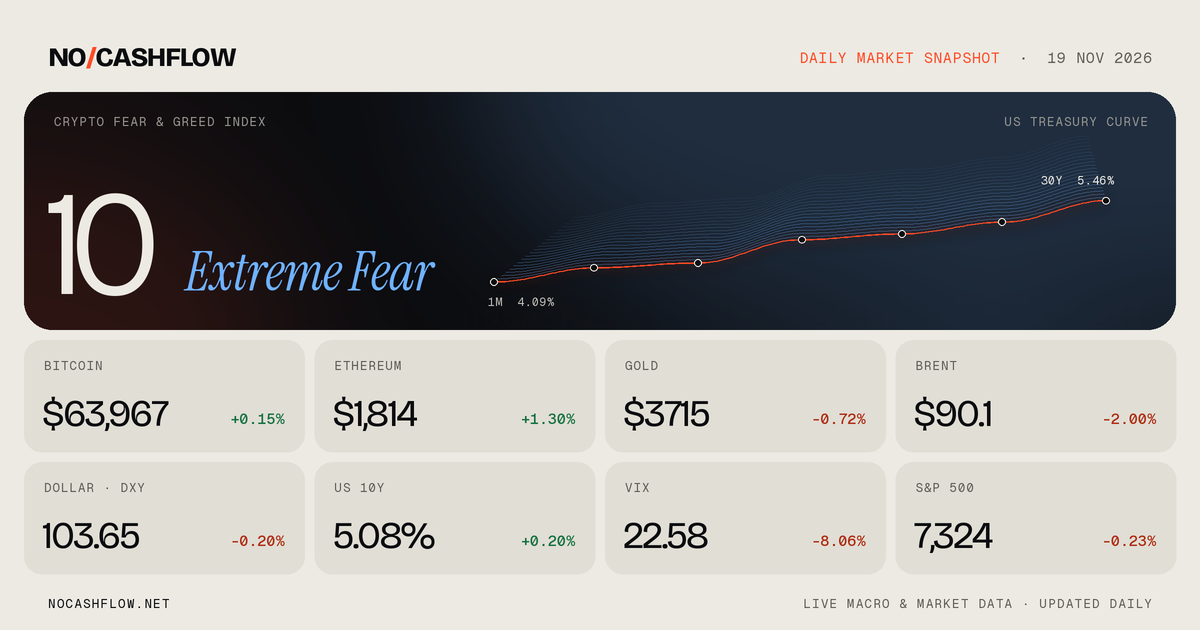 NO/CASHFLOW
DAILY MARKET SNAPSHOT · 19 NOV 2026
CRYPTO FEAR & GREED INDEX
US TREASURY CURVE
10 Extreme Fear
30Y 5.46%
1M 4.09%
BITCOIN
$63,967 +0.15%
ETHEREUM
$1,814 +1.30%
GOLD
$3715 -0.72%
BRENT
$90.1 -2.00%
DOLLAR · DXY
103.65 -0.20%
US 10Y
5.08% +0.20%
VIX
22.58 -8.06%
S&P 500
7,324 -0.23%
NOCASHFLOW.NET
LIVE MACRO & MARKET DATA · UPDATED DAILY